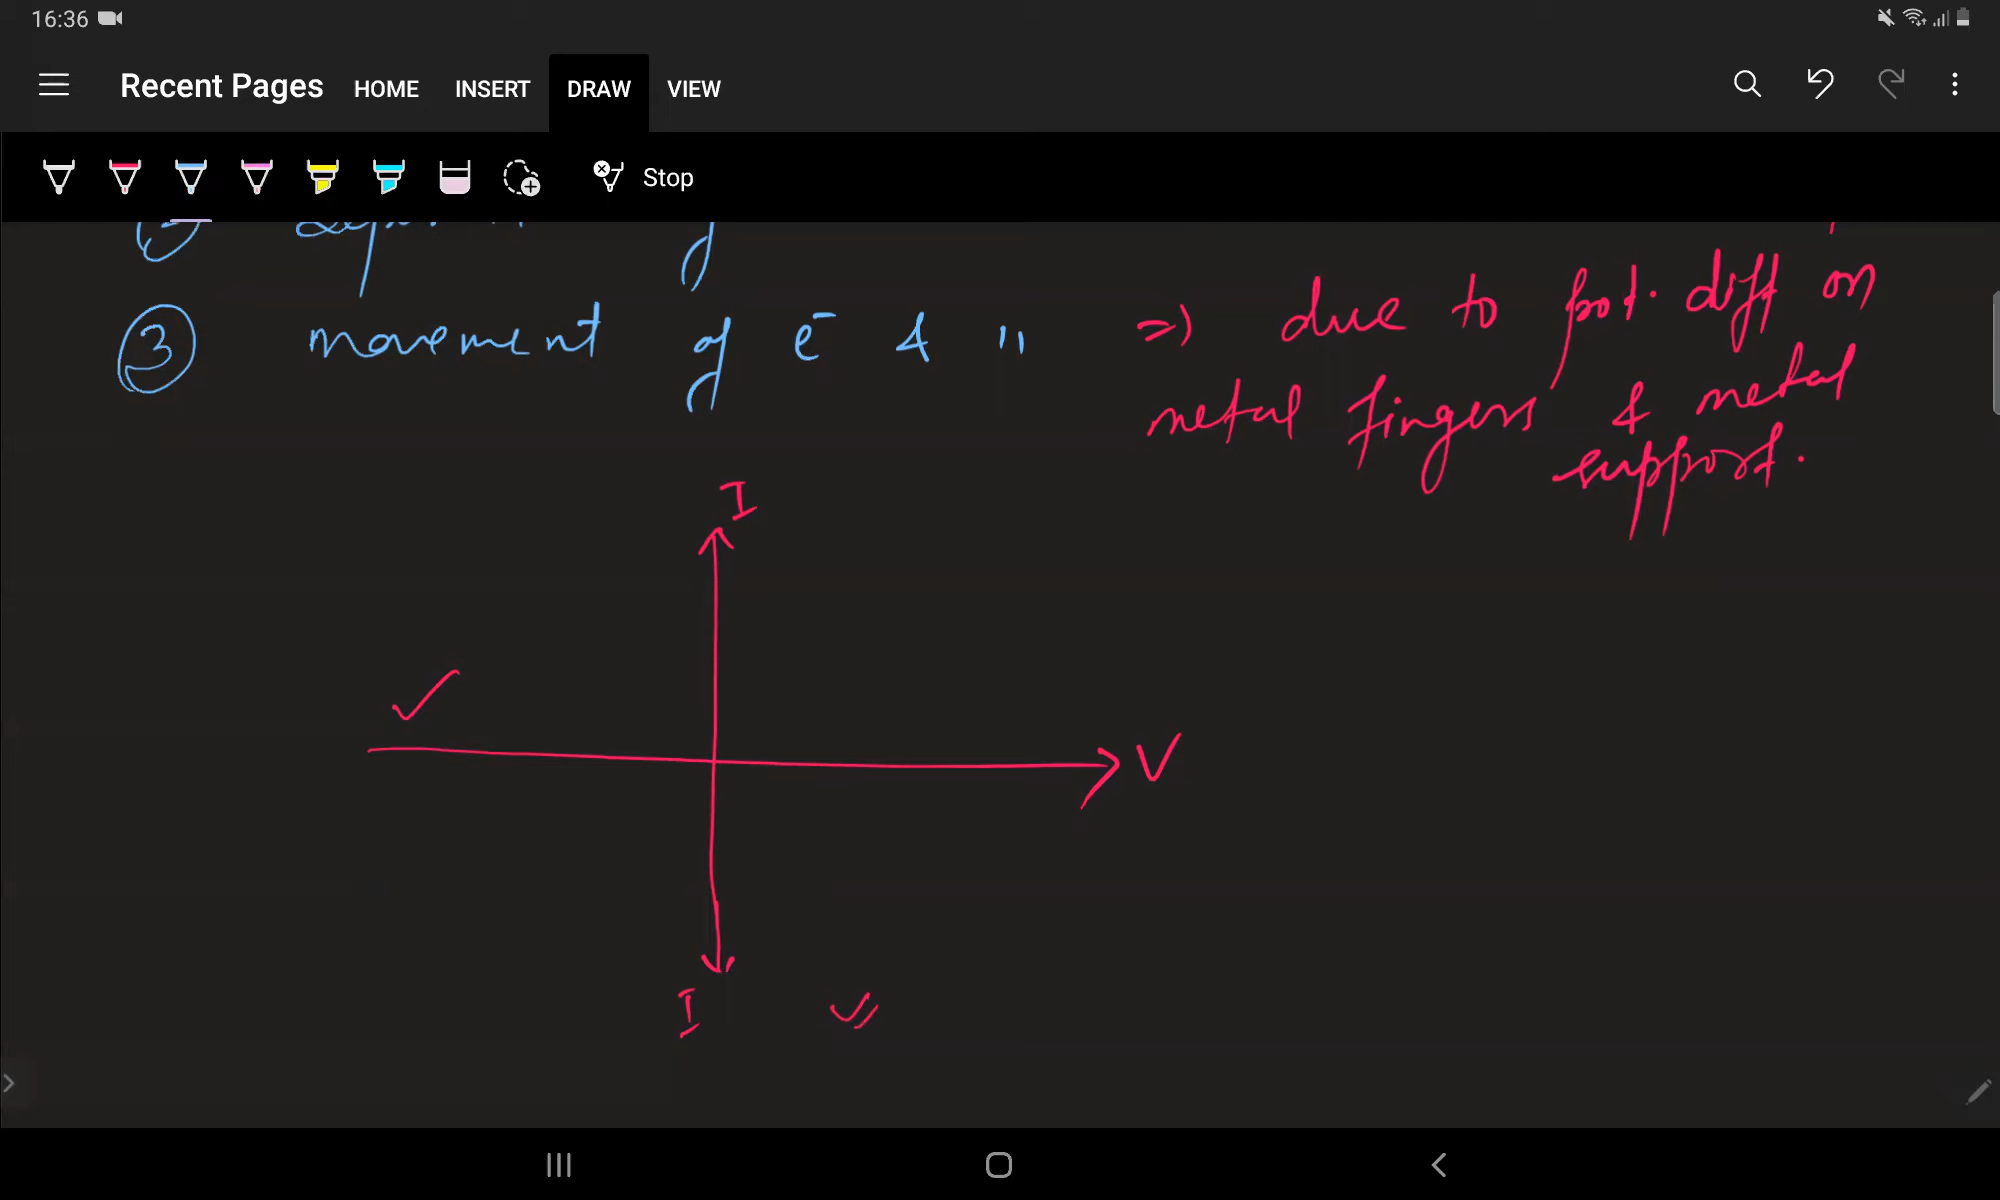 16:36
Recent Pages HOME INSERT DRAW VIEW
Stop
③ movement of e⁻ & " => due to pot. diff on
metal fingers & metal
support.
I
V
I